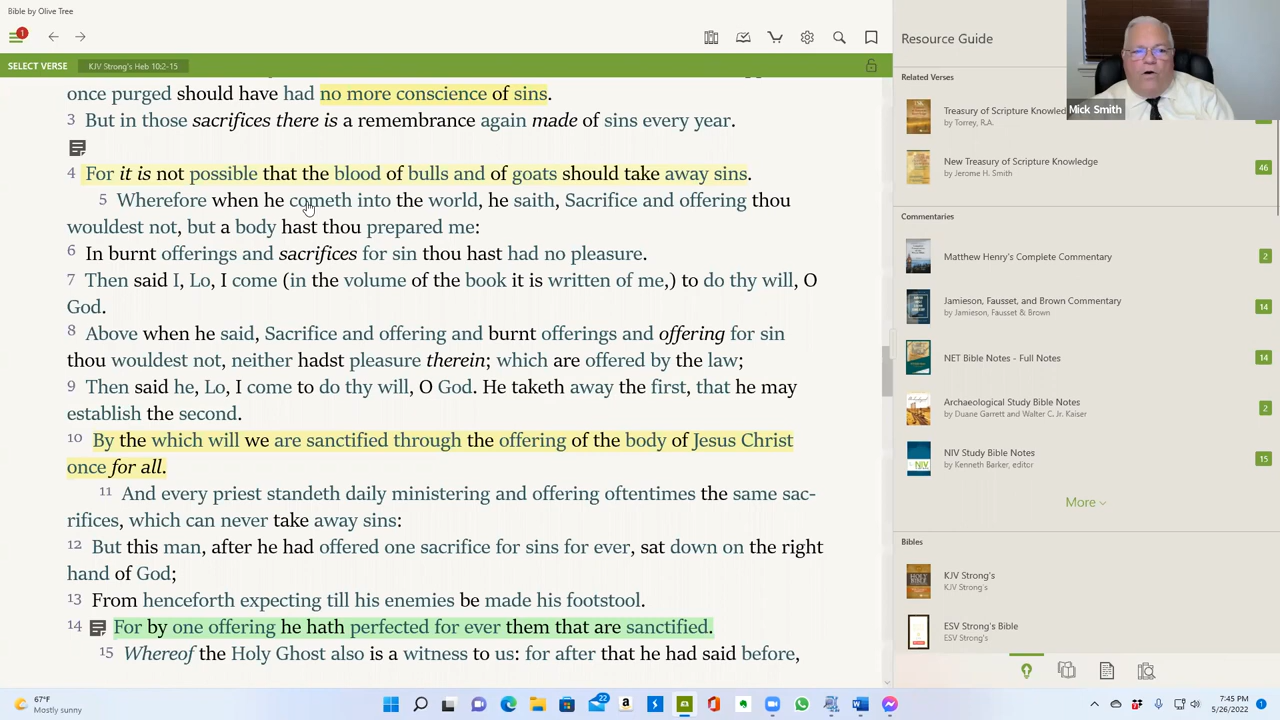 Bible by Olive Tree
1
SELECT VERSE
KJV Strong's Heb 10:2-15
once purged should have had no more conscience of sins.
3 But in those sacrifices there is a remembrance again made of sins every year.
4 For it is not possible that the blood of bulls and of goats should take away sins.
5 Wherefore when he cometh into the world, he saith, Sacrifice and offering thou
wouldest not, but a body hast thou prepared me:
6 In burnt offerings and sacrifices for sin thou hast had no pleasure.
7 Then said I, Lo, I come (in the volume of the book it is written of me,) to do thy will, O
God.
8 Above when he said, Sacrifice and offering and burnt offerings and offering for sin
thou wouldest not, neither hadst pleasure therein; which are offered by the law;
9 Then said he, Lo, I come to do thy will, O God. He taketh away the first, that he may
establish the second.
10 By the which will we are sanctified through the offering of the body of Jesus Christ
once for all.
11 And every priest standeth daily ministering and offering oftentimes the same sac-
rifices, which can never take away sins:
12 But this man, after he had offered one sacrifice for sins for ever, sat down on the right
hand of God;
13 From henceforth expecting till his enemies be made his footstool.
14 For by one offering he hath perfected for ever them that are sanctified.
15 Whereof the Holy Ghost also is a witness to us: for after that he had said before,
Resource Guide
Mick Smith
Related Verses
Treasury of Scripture Knowled
by Torrey, R.A.
New Treasury of Scripture Knowledge
by Jerome H. Smith
46
Commentaries
Matthew Henry's Complete Commentary
2
Jamieson, Fausset, and Brown Commentary
by Jamieson, Fausset & Brown
14
NET Bible Notes - Full Notes
14
Archaeological Study Bible Notes
by Duane Garrett and Walter C. Jr. Kaiser
2
NIV Study Bible Notes
by Kenneth Barker, editor
15
More
Bibles
KJV Strong's
KJV Strong's
ESV Strong's Bible
ESV Strong's
67°F
Mostly sunny
22
7:45 PM
5/26/2022